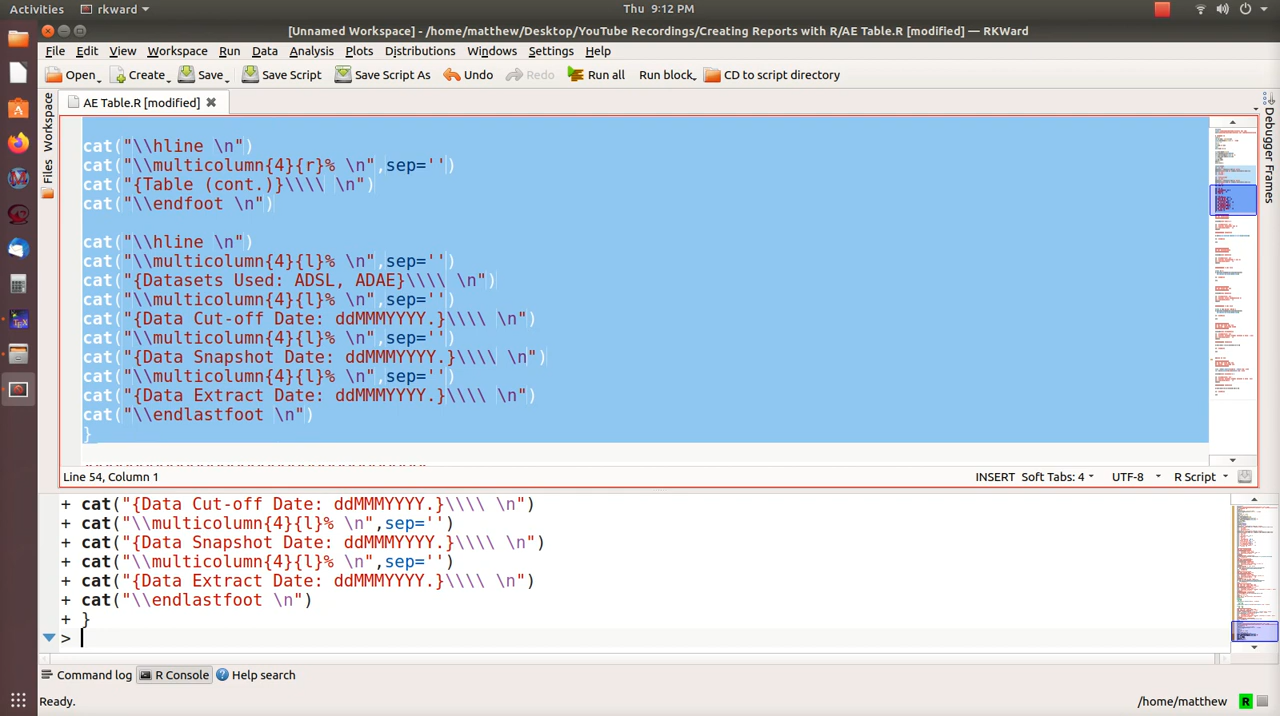 Activities rkward Thu 9:12 PM
[Unnamed Workspace] - /home/matthew/Desktop/YouTube Recordings/Creating Reports with R/AE Table.R [modified] — RKWard
File Edit View Workspace Run Data Analysis Plots Distributions Windows Settings Help
Open Create Save Save Script Save Script As Undo Redo Run all Run block CD to script directory
AE Table.R [modified]
Workspace
Files
Debugger Frames
cat("\\hline \n")
cat("\\multicolumn{4}{r}% \n",sep='')
cat("{Table (cont.)}\\\\ \n")
cat("\\endfoot \n")
cat("\\hline \n")
cat("\\multicolumn{4}{l}% \n",sep='')
cat("{Datasets Used: ADSL, ADAE}\\\\ \n")
cat("\\multicolumn{4}{l}% \n",sep='')
cat("{Data Cut-off Date: ddMMMYYYY.}\\\\ \n")
cat("\\multicolumn{4}{l}% \n",sep='')
cat("{Data Snapshot Date: ddMMMYYYY.}\\\\ \n")
cat("\\multicolumn{4}{l}% \n",sep='')
cat("{Data Extract Date: ddMMMYYYY.}\\\\ \n")
cat("\\endlastfoot \n")
}
Line 54, Column 1 INSERT Soft Tabs: 4 UTF-8 R Script
+ cat("{Data Cut-off Date: ddMMMYYYY.}\\\\ \n")
+ cat("\\multicolumn{4}{l}% \n",sep='')
+ cat("{Data Snapshot Date: ddMMMYYYY.}\\\\ \n")
+ cat("\\multicolumn{4}{l}% \n",sep='')
+ cat("{Data Extract Date: ddMMMYYYY.}\\\\ \n")
+ cat("\\endlastfoot \n")
+ }
>
Command log R Console Help search
Ready. /home/matthew R